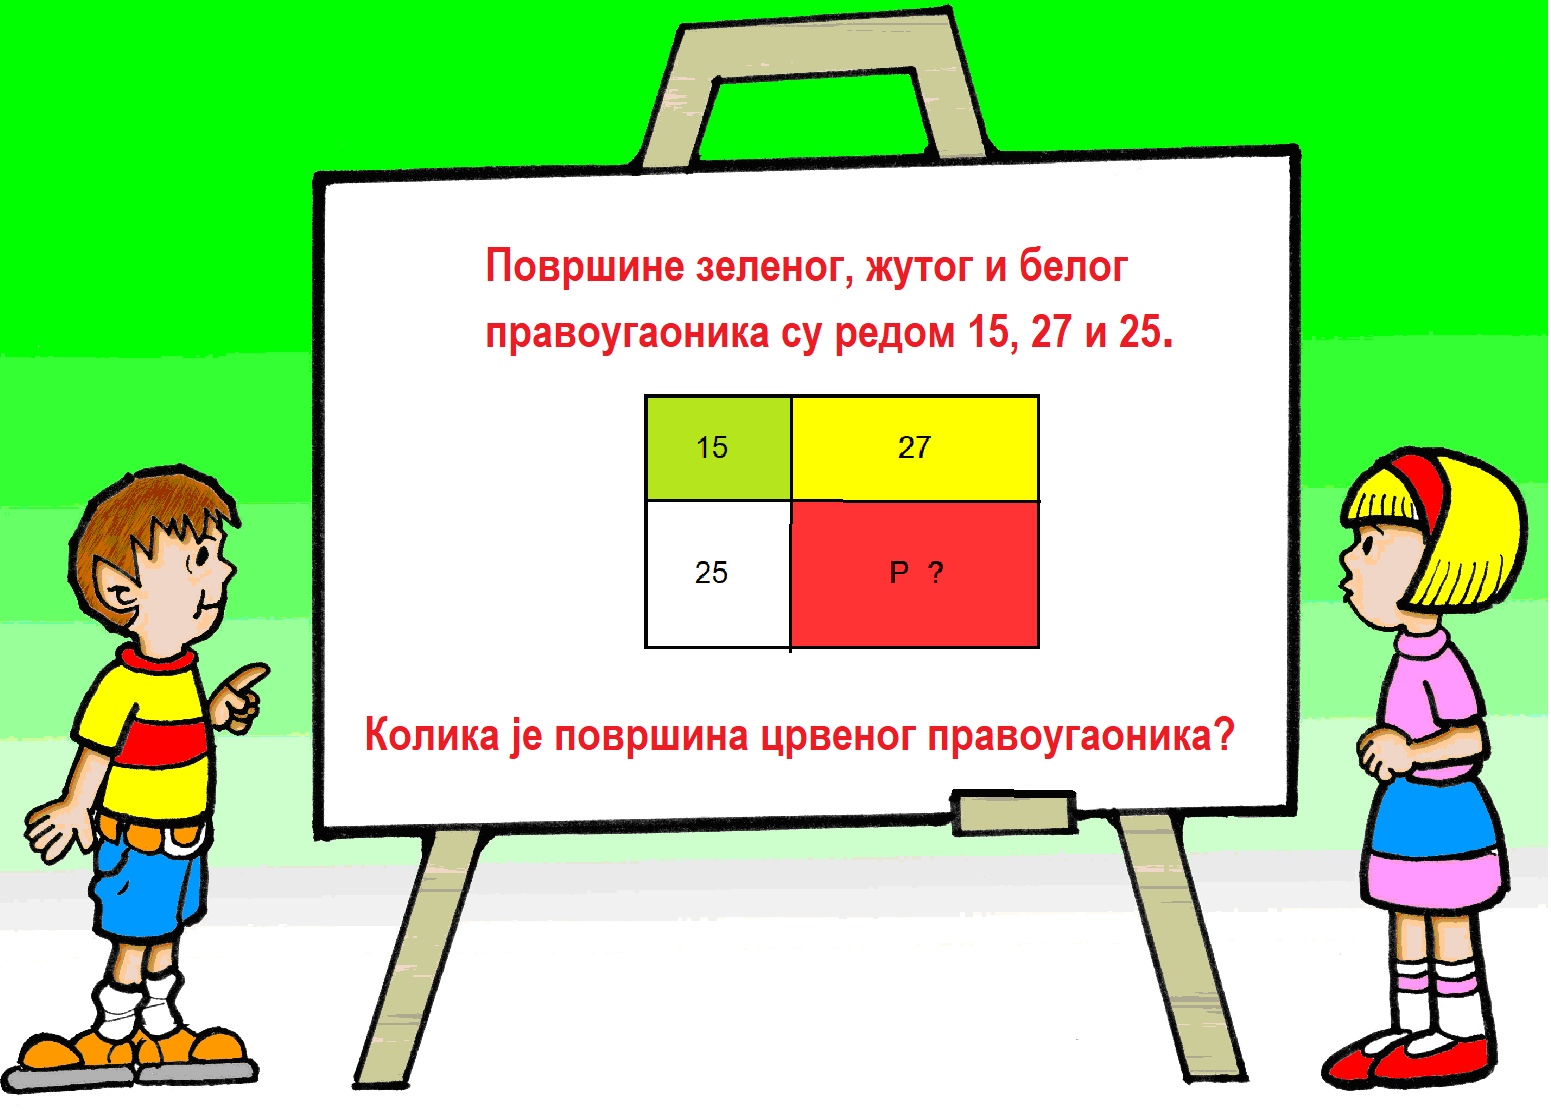 Површине зеленог, жутог и белог
правоугаоника су редом 15, 27 и 25.
15 27
25 P ?
Колика је површина црвеног правоугаоника?